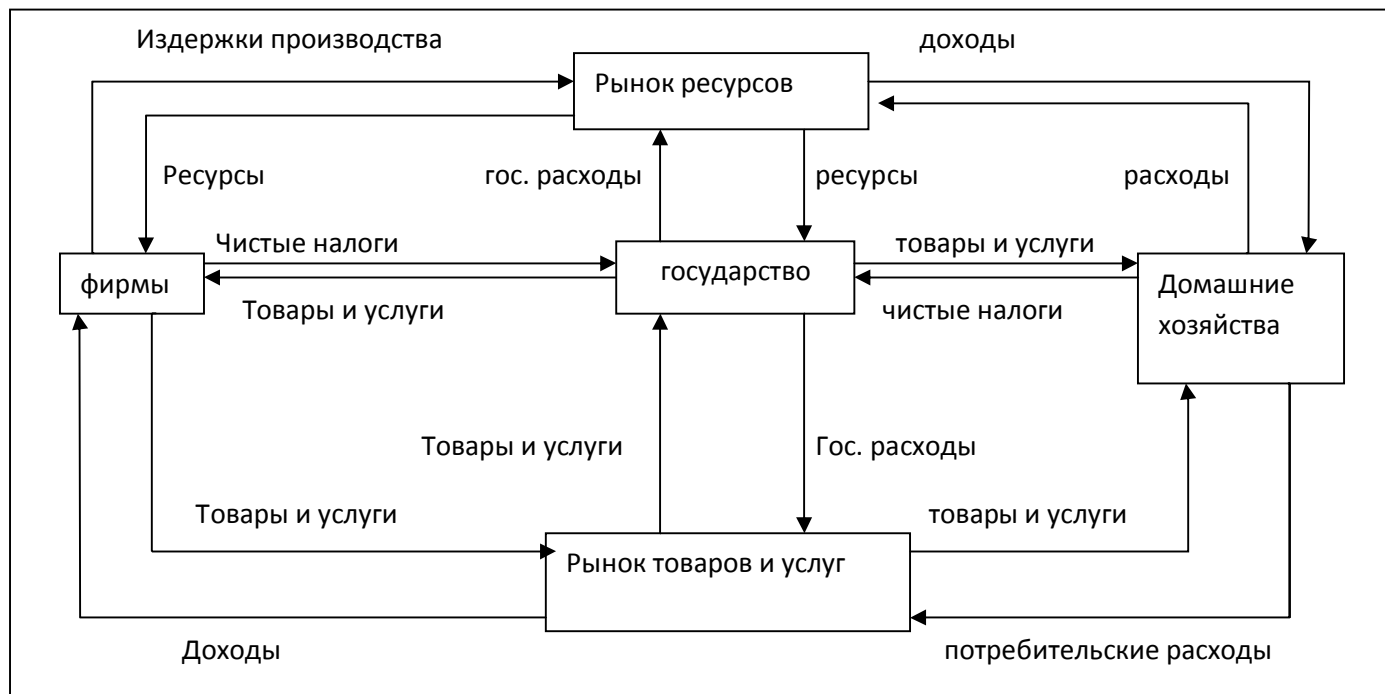 Издержки производства
доходы
Рынок ресурсов
Ресурсы
гос. расходы
ресурсы
расходы
Чистые налоги
товары и услуги
фирмы
государство
Домашние
хозяйства
Товары и услуги
чистые налоги
Товары и услуги
Гос. расходы
Товары и услуги
товары и услуги
Рынок товаров и услуг
Доходы
потребительские расходы